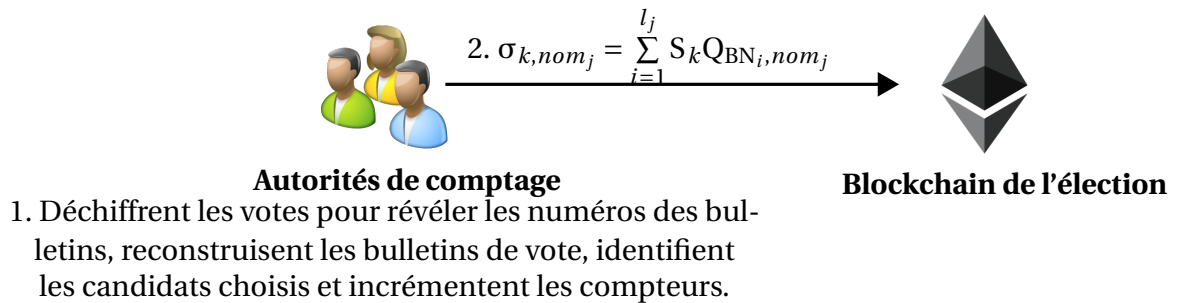 2. σ_{k,nom_j} = \sum_{i=1}^{l_j} S_k Q_{BN_i,nom_j}
Autorités de comptage
Blockchain de l'élection
1. Déchiffrent les votes pour révéler les numéros des bul-
letins, reconstruisent les bulletins de vote, identifient
les candidats choisis et incrémentent les compteurs.